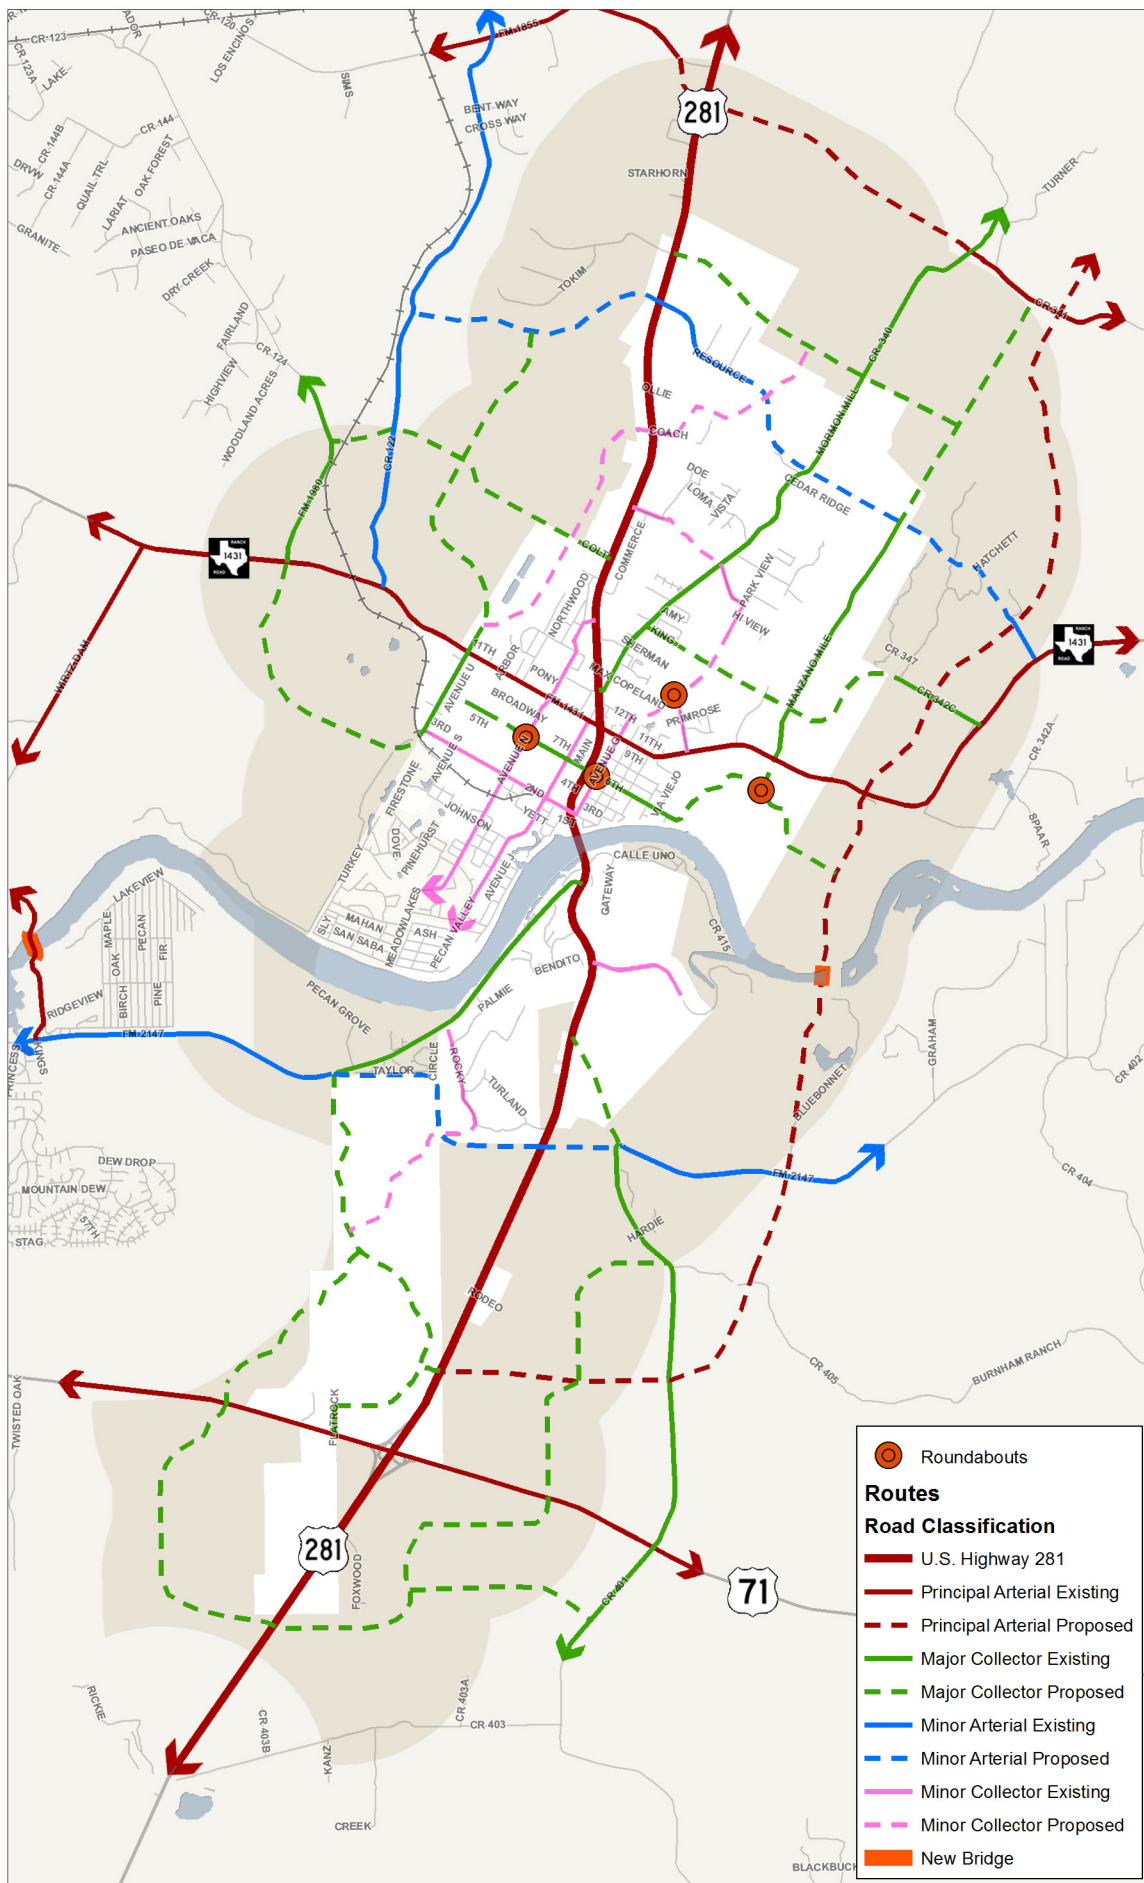 CR-123
CR-120
FM 1855
LOS ENCINOS
CR-123A
LAKE
SIMS
BENT WAY
CROSS WAY
281
CR-144B
CR-144
CR-144A
DRVW
QUAIL TRL
OAK FOREST
LARIAT
STARHORN
TURNER
GRANITE
ANCIENT OAKS
PASEO DE VACA
DRY CREEK
TOKIM
CR-341
FAIRLAND
CR-124
HIGHVIEW
WOODLAND ACRES
RESOURCE
CR- 340
OLLIE
COACH
MORMON MILL
CR-122
DOE
LOMA
VISTA
CEDAR RIDGE
FM-1980
RANCH
1431
ROAD
COLT
COMMERCE
HATCHETT
NORTHWOOD
PARK VIEW
AMY
HI-VIEW
KING
SHERMAN
RANCH
1431
ROAD
WIRTZ DAM
11TH
ARBOR
PONY
MAX COPELAND
MANZANO MILE
CR-347
CR-342C
AVENUE U
BROADWAY
FM-1431
12TH
PRIMROSE
3RD
5TH
AVENUE S
AVENUE N
7TH
MAIN
AVENUE G
11TH
9TH
CR-342A
FIRESTONE
4TH
6TH
2ND
3RD
VIA VIEJO
JOHNSON
YETT
1ST
DOVE
PINEHURST
SPAAR
TURKEY
AVENUE J
CALLE UNO
GATEWAY
LAKEVIEW
MAPLE
PECAN
OAK
FIR
SLY
MAHAN
SAN SABA
MEADOWLAKES
ASH
PECAN VALLEY
CR 415
BENDITO
RIDGEVIEW
BIRCH
PINE
PECAN GROVE
PALMIE
FM-2147
PRINCESS
KINGS
TAYLOR
CIRCLE
ROCKY
TURLAND
GRAHAM
BLUEBONNET
CR 402
DEW DROP
MOUNTAIN DEW
57TH
STAG
FM-2147
CR 404
HARDIE
RODEO
CR-405
BURNHAM RANCH
TWISTED OAK
FLATROCK
281
FOXWOOD
71
CR-401
RICKIE
CR 403B
KANZ
CR 403A
CR 403
CREEK
BLACKBUCK
Roundabouts
Routes
Road Classification
U.S. Highway 281
Principal Arterial Existing
Principal Arterial Proposed
Major Collector Existing
Major Collector Proposed
Minor Arterial Existing
Minor Arterial Proposed
Minor Collector Existing
Minor Collector Proposed
New Bridge